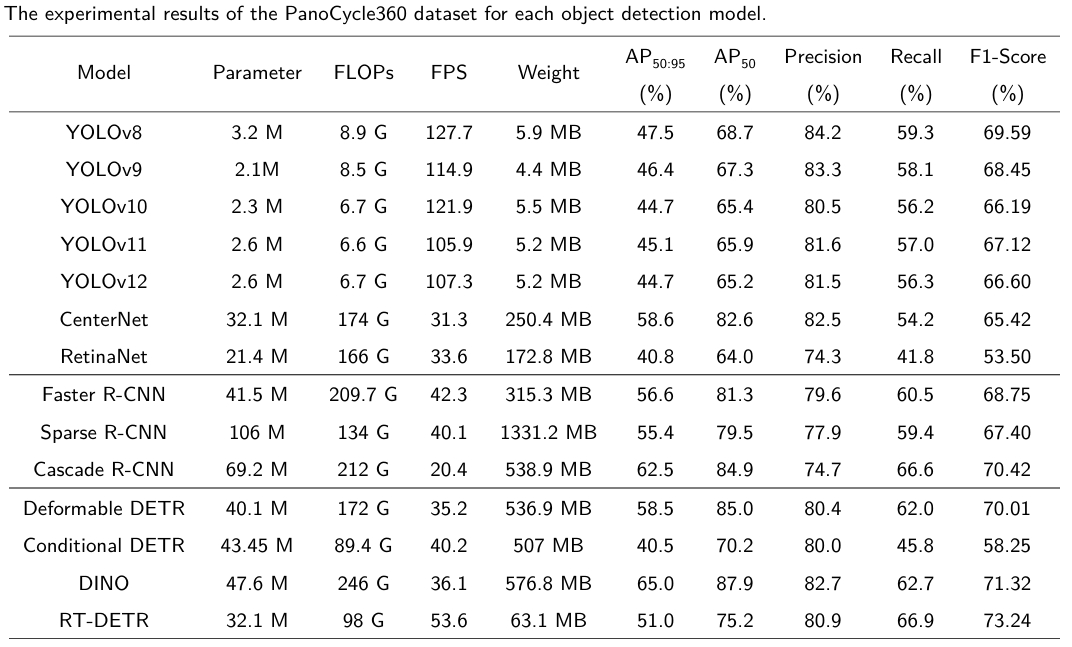 The experimental results of the PanoCycle360 dataset for each object detection model.
Model Parameter FLOPs FPS Weight AP50:95 (%) AP50 (%) Precision (%) Recall (%) F1-Score (%)
YOLOv8 3.2 M 8.9 G 127.7 5.9 MB 47.5 68.7 84.2 59.3 69.59
YOLOv9 2.1M 8.5 G 114.9 4.4 MB 46.4 67.3 83.3 58.1 68.45
YOLOv10 2.3 M 6.7 G 121.9 5.5 MB 44.7 65.4 80.5 56.2 66.19
YOLOv11 2.6 M 6.6 G 105.9 5.2 MB 45.1 65.9 81.6 57.0 67.12
YOLOv12 2.6 M 6.7 G 107.3 5.2 MB 44.7 65.2 81.5 56.3 66.60
CenterNet 32.1 M 174 G 31.3 250.4 MB 58.6 82.6 82.5 54.2 65.42
RetinaNet 21.4 M 166 G 33.6 172.8 MB 40.8 64.0 74.3 41.8 53.50
Faster R-CNN 41.5 M 209.7 G 42.3 315.3 MB 56.6 81.3 79.6 60.5 68.75
Sparse R-CNN 106 M 134 G 40.1 1331.2 MB 55.4 79.5 77.9 59.4 67.40
Cascade R-CNN 69.2 M 212 G 20.4 538.9 MB 62.5 84.9 74.7 66.6 70.42
Deformable DETR 40.1 M 172 G 35.2 536.9 MB 58.5 85.0 80.4 62.0 70.01
Conditional DETR 43.45 M 89.4 G 40.2 507 MB 40.5 70.2 80.0 45.8 58.25
DINO 47.6 M 246 G 36.1 576.8 MB 65.0 87.9 82.7 62.7 71.32
RT-DETR 32.1 M 98 G 53.6 63.1 MB 51.0 75.2 80.9 66.9 73.24